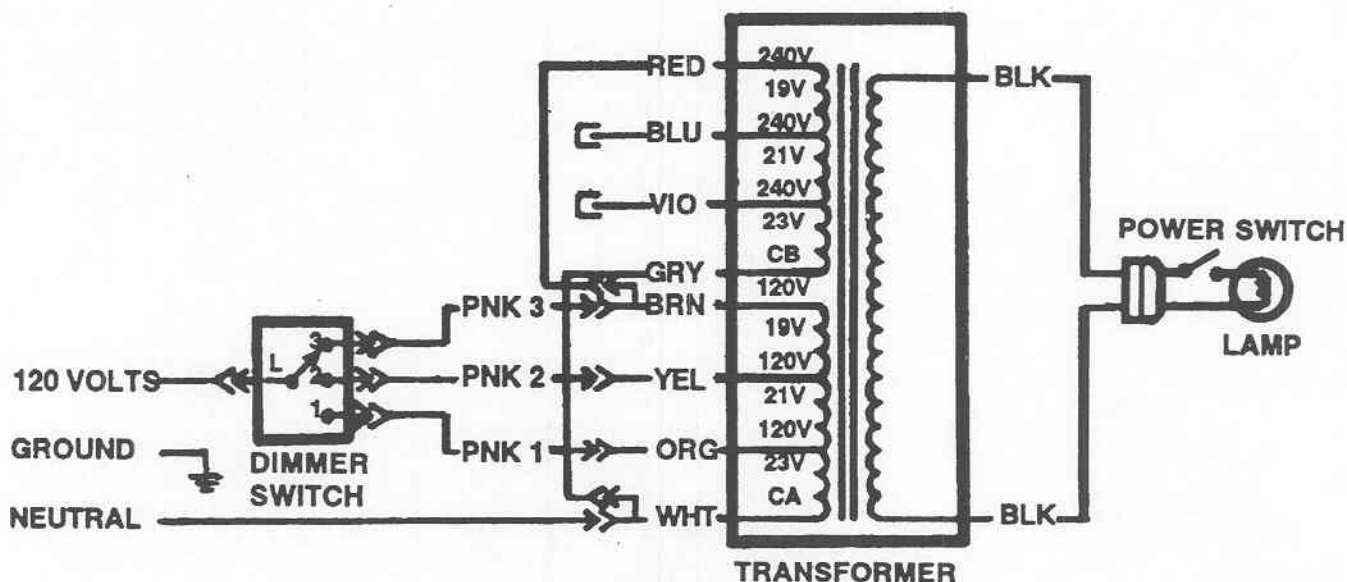 RED
BLU
VIO
GRY
BRN
YEL
ORG
WHT
240V
19V
240V
21V
240V
23V
CB
120V
19V
120V
21V
120V
23V
CA
TRANSFORMER
BLK
BLK
POWER SWITCH
LAMP
PNK 3
PNK 2
PNK 1
120 VOLTS
L
3
2
1
GROUND
DIMMER
SWITCH
NEUTRAL